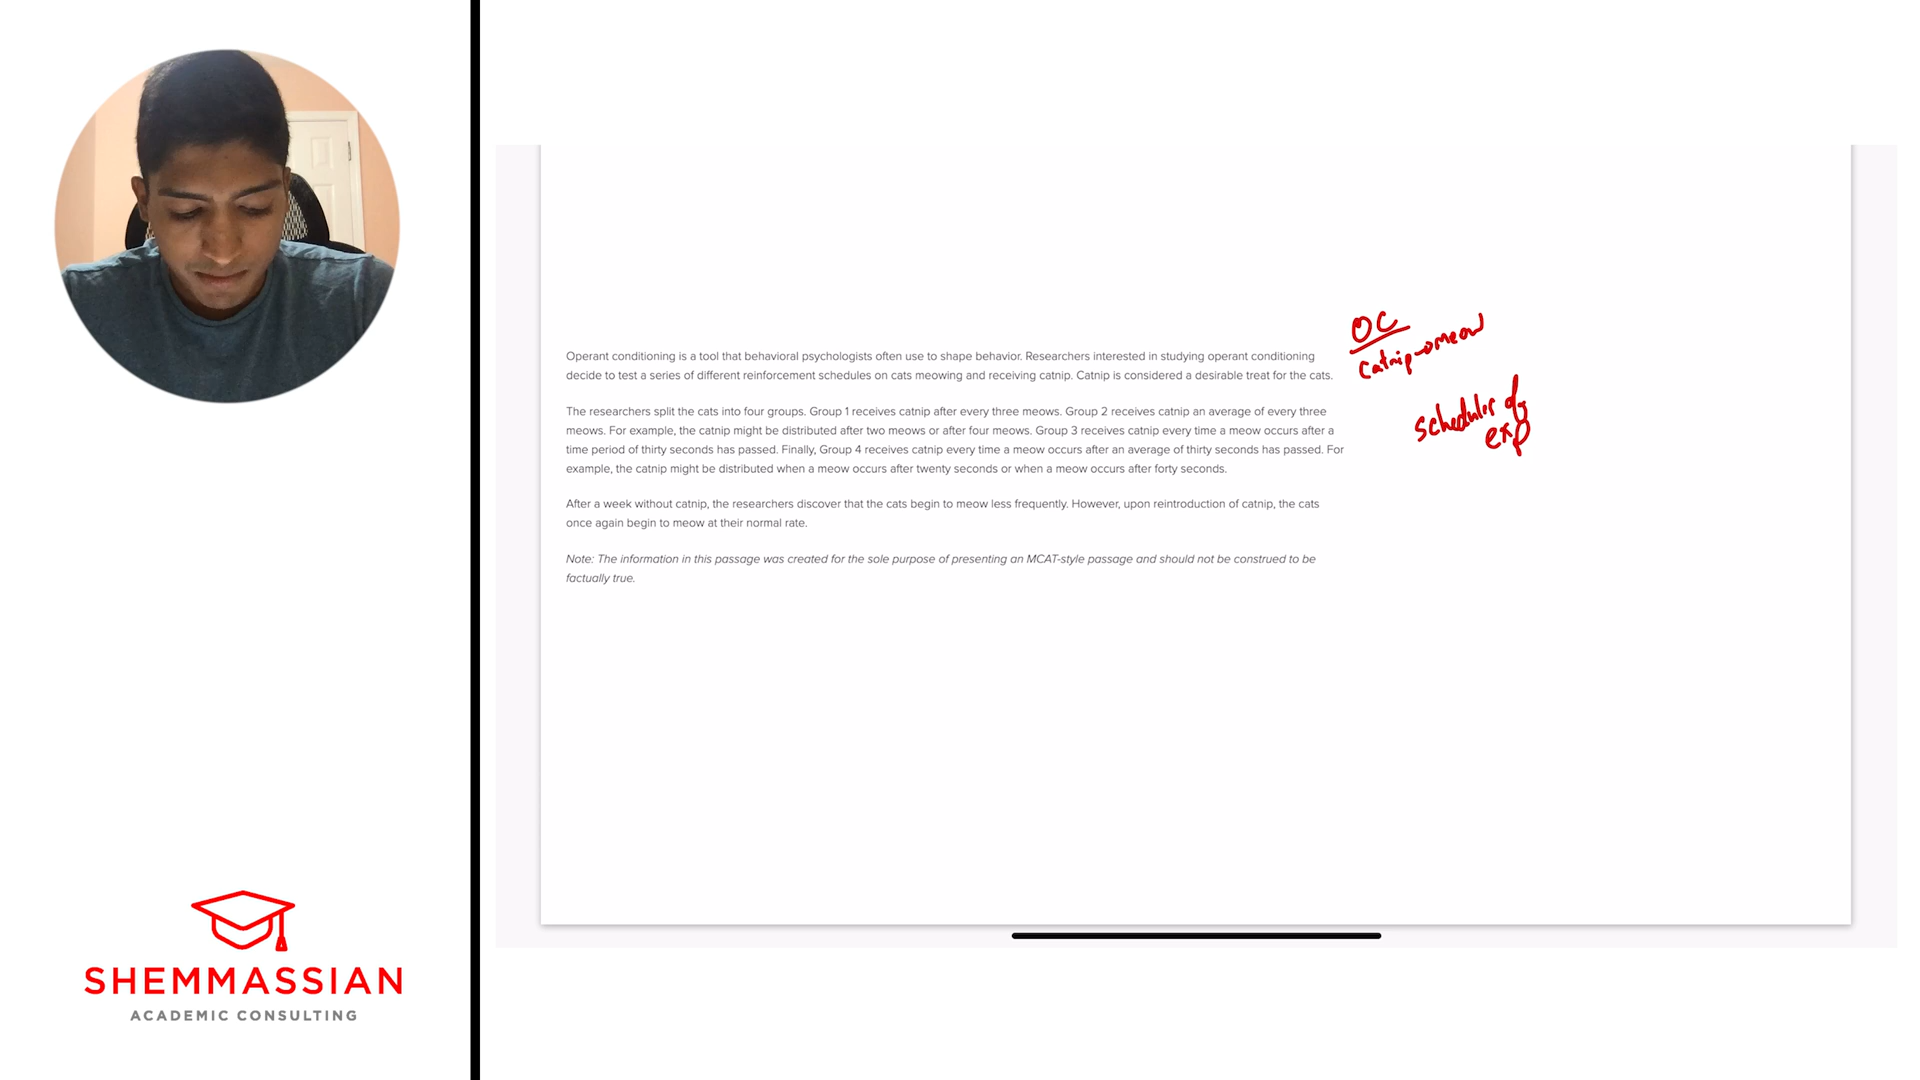 Operant conditioning is a tool that behavioral psychologists often use to shape behavior. Researchers interested in studying operant conditioning
decide to test a series of different reinforcement schedules on cats meowing and receiving catnip. Catnip is considered a desirable treat for the cats.
The researchers split the cats into four groups. Group 1 receives catnip after every three meows. Group 2 receives catnip an average of every three
meows. For example, the catnip might be distributed after two meows or after four meows. Group 3 receives catnip every time a meow occurs after a
time period of thirty seconds has passed. Finally, Group 4 receives catnip every time a meow occurs after an average of thirty seconds has passed. For
example, the catnip might be distributed when a meow occurs after twenty seconds or when a meow occurs after forty seconds.
After a week without catnip, the researchers discover that the cats begin to meow less frequently. However, upon reintroduction of catnip, the cats
once again begin to meow at their normal rate.
Note: The information in this passage was created for the sole purpose of presenting an MCAT-style passage and should not be construed to be
factually true.
OC
catnip→meow
schedules of
exp
SHEMMASSIAN
ACADEMIC CONSULTING